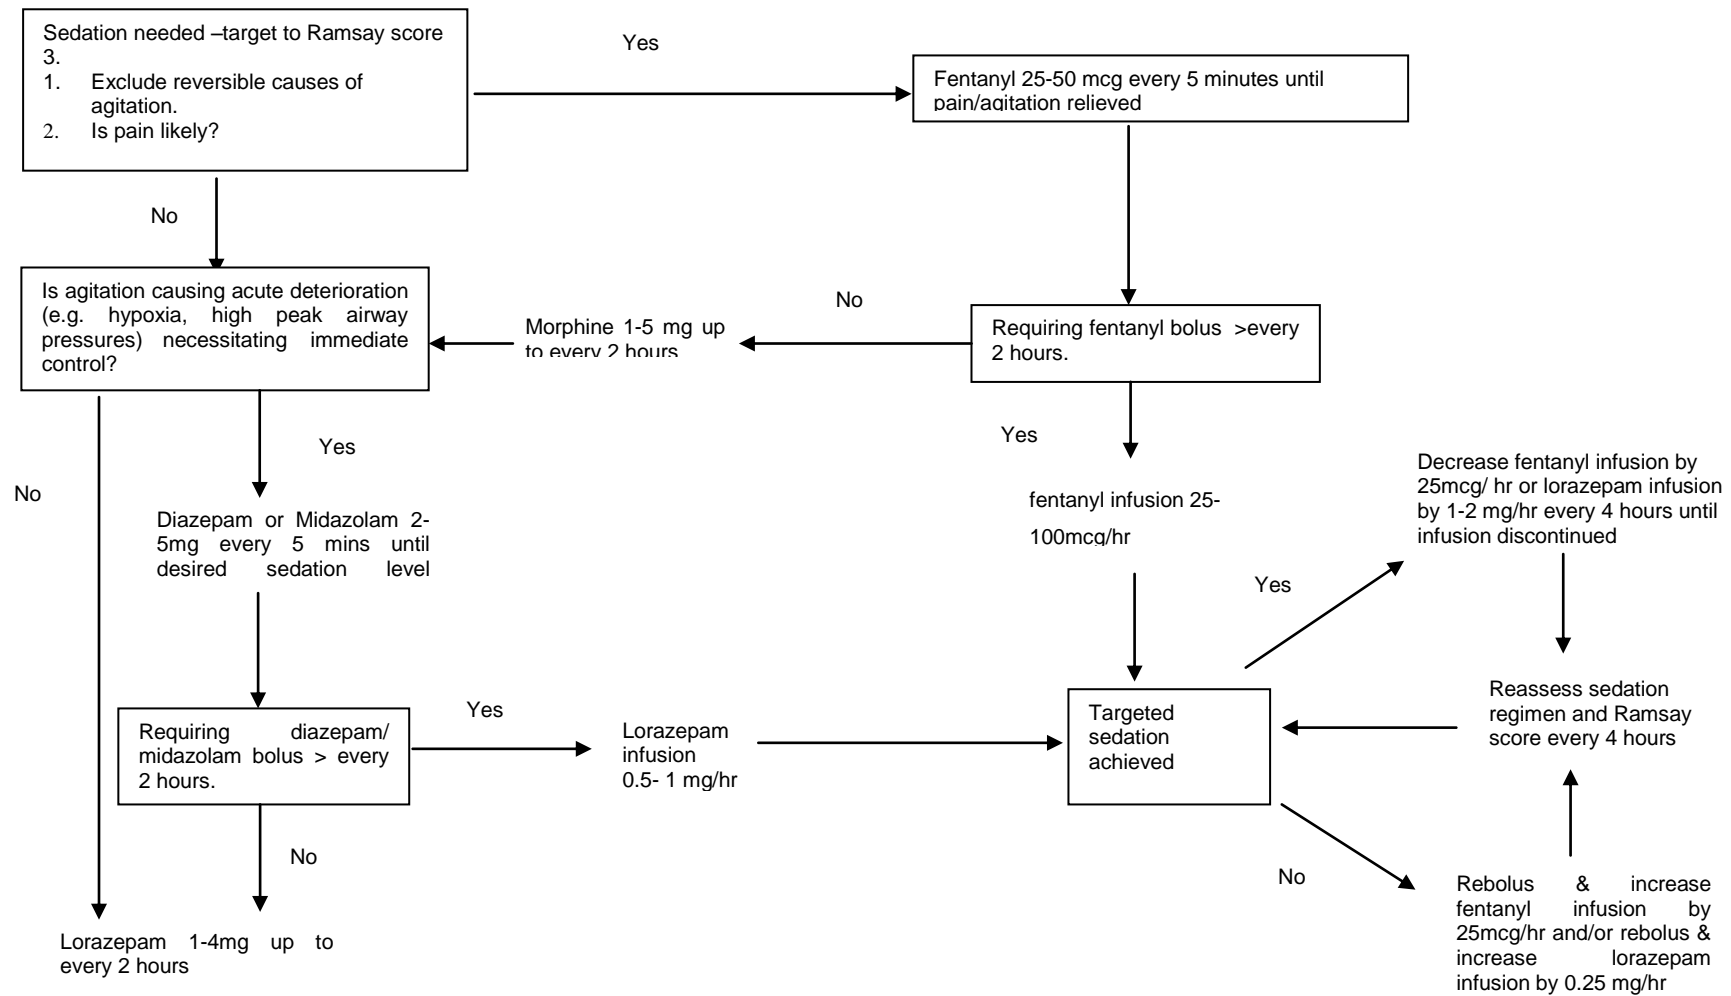 Sedation needed –target to Ramsay score
3.
1. Exclude reversible causes of
agitation.
2. Is pain likely?
Yes
Fentanyl 25-50 mcg every 5 minutes until
pain/agitation relieved
No
Is agitation causing acute deterioration
(e.g. hypoxia, high peak airway
pressures) necessitating immediate
control?
Morphine 1-5 mg up
to every 2 hours
No
Requiring fentanyl bolus >every
2 hours.
Yes
No
Yes
fentanyl infusion 25-
100mcg/hr
Diazepam or Midazolam 2-
5mg every 5 mins until
desired sedation level
Decrease fentanyl infusion by
25mcg/ hr or lorazepam infusion
by 1-2 mg/hr every 4 hours until
infusion discontinued
Yes
Requiring diazepam/
midazolam bolus > every
2 hours.
Yes
Lorazepam
infusion
0.5- 1 mg/hr
Targeted
sedation
achieved
Reassess sedation
regimen and Ramsay
score every 4 hours
No
No
Lorazepam 1-4mg up to
every 2 hours
Rebolus & increase
fentanyl infusion by
25mcg/hr and/or rebolus &
increase lorazepam
infusion by 0.25 mg/hr